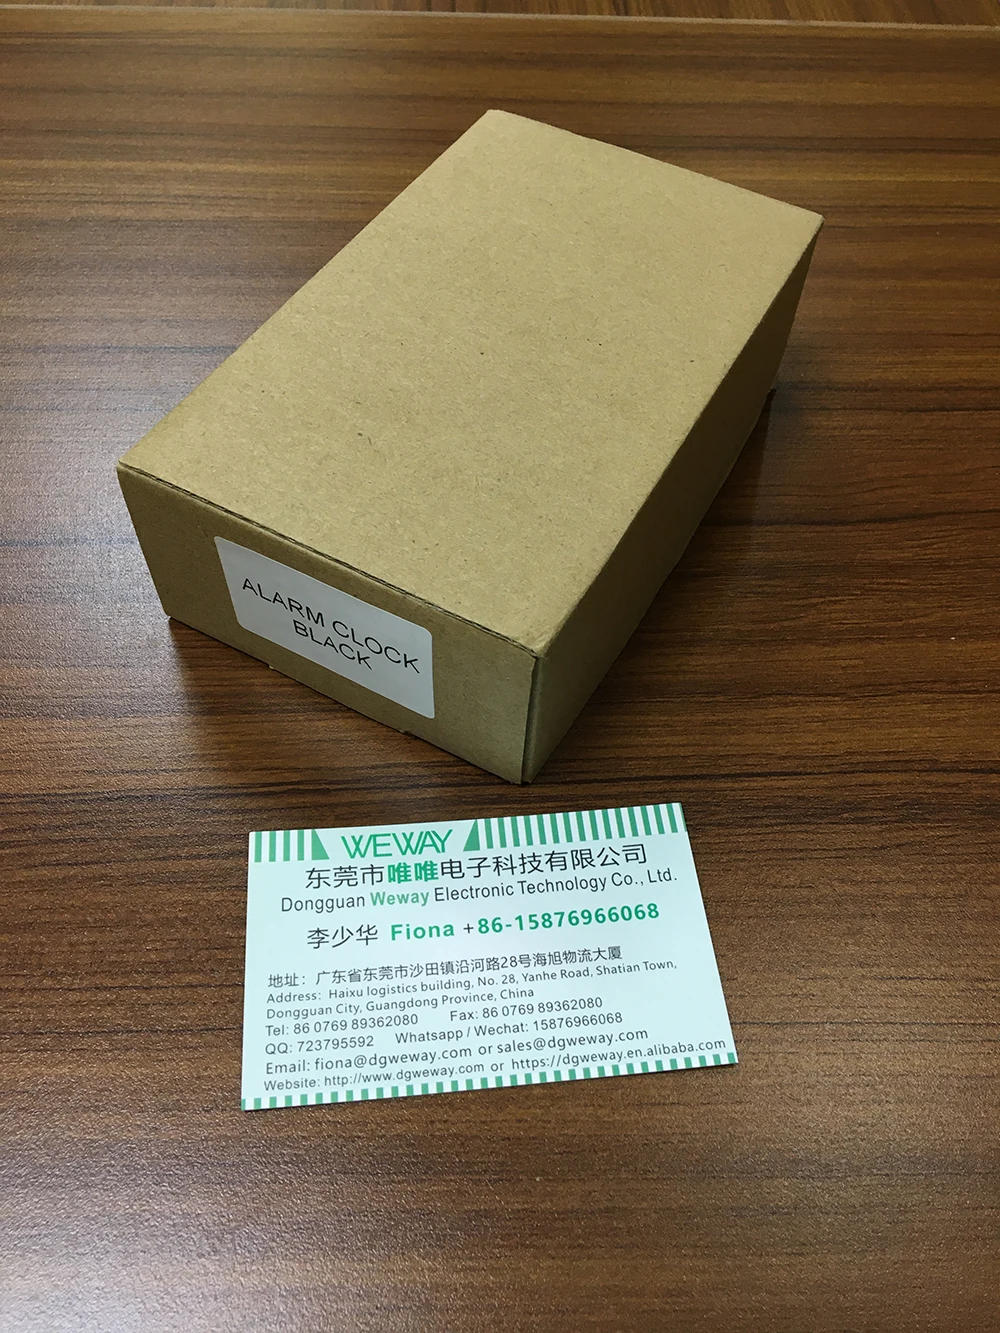 ALARM CLOCK
BLACK
WEWAY
东莞市唯唯电子科技有限公司
Dongguan Weway Electronic Technology Co., Ltd.
李少华 Fiona +86-15876966068
地址：广东省东莞市沙田镇沿河路28号海旭物流大厦
Address: Haixu logistics building, No. 28, Yanhe Road, Shatian Town,
Dongguan City, Guangdong Province, China
Tel: 86 0769 89362080 Fax: 86 0769 89362080
QQ: 723795592 Whatsapp / Wechat: 15876966068
Email: fiona@dgweway.com or sales@dgweway.com
Website: http://www.dgweway.com or https://dgweway.en.alibaba.com